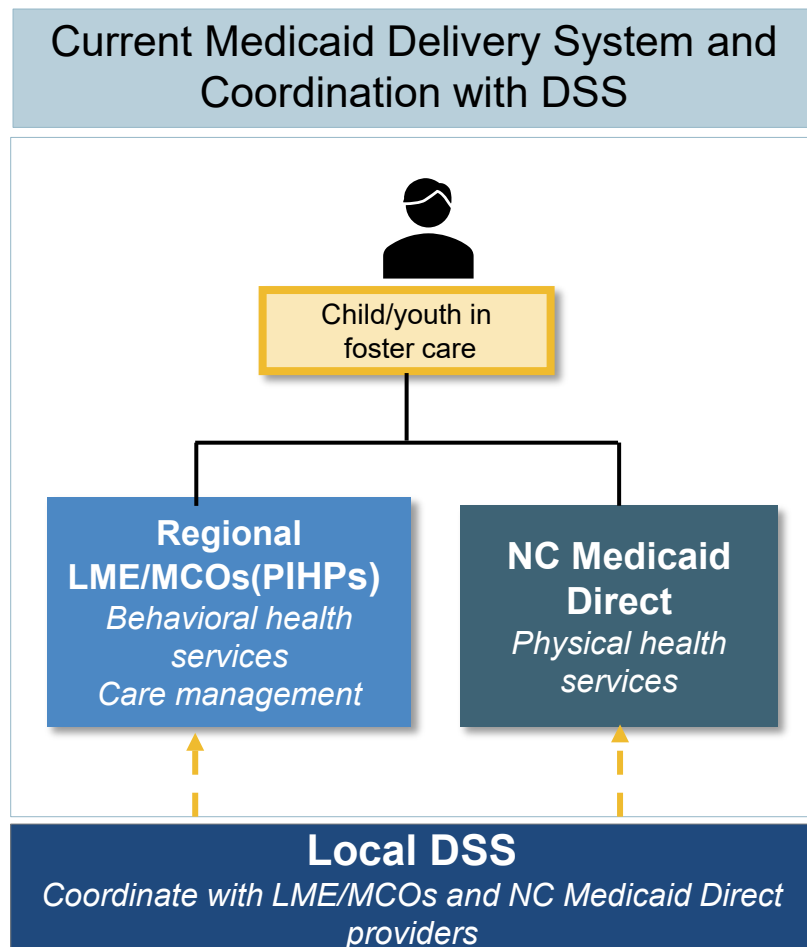 Current Medicaid Delivery System and
Coordination with DSS
Child/youth in
foster care
Regional
LME/MCOs(PIHPs)
Behavioral health
services
Care management
NC Medicaid
Direct
Physical health
services
Local DSS
Coordinate with LME/MCOs and NC Medicaid Direct
providers